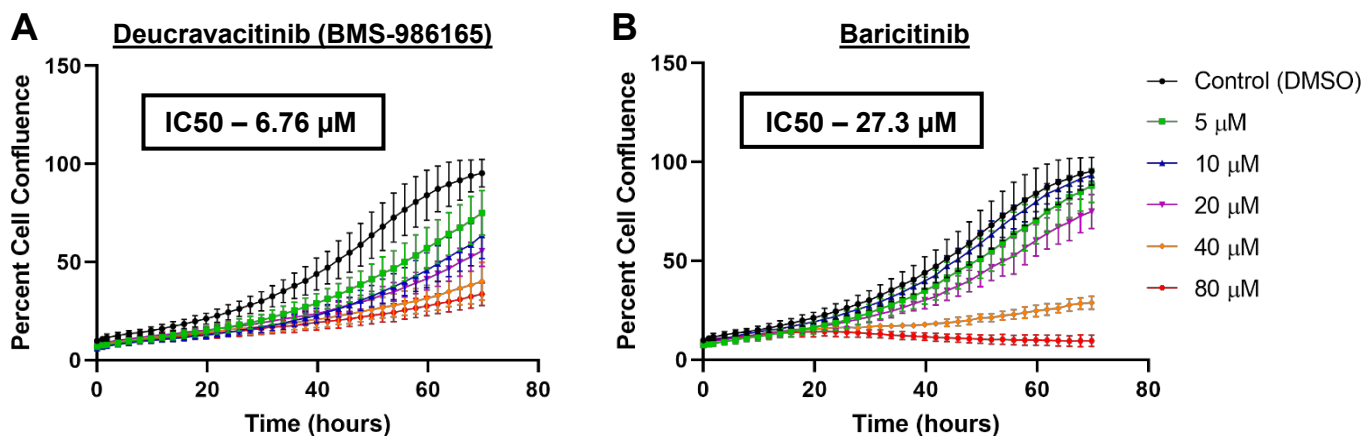 A
Deucravacitinib (BMS-986165)
Percent Cell Confluence
150
100
50
0
IC50 – 6.76 µM
0
20
40
60
80
Time (hours)
B
Baricitinib
Percent Cell Confluence
150
100
50
0
IC50 – 27.3 µM
0
20
40
60
80
Time (hours)
Control (DMSO)
5 µM
10 µM
20 µM
40 µM
80 µM